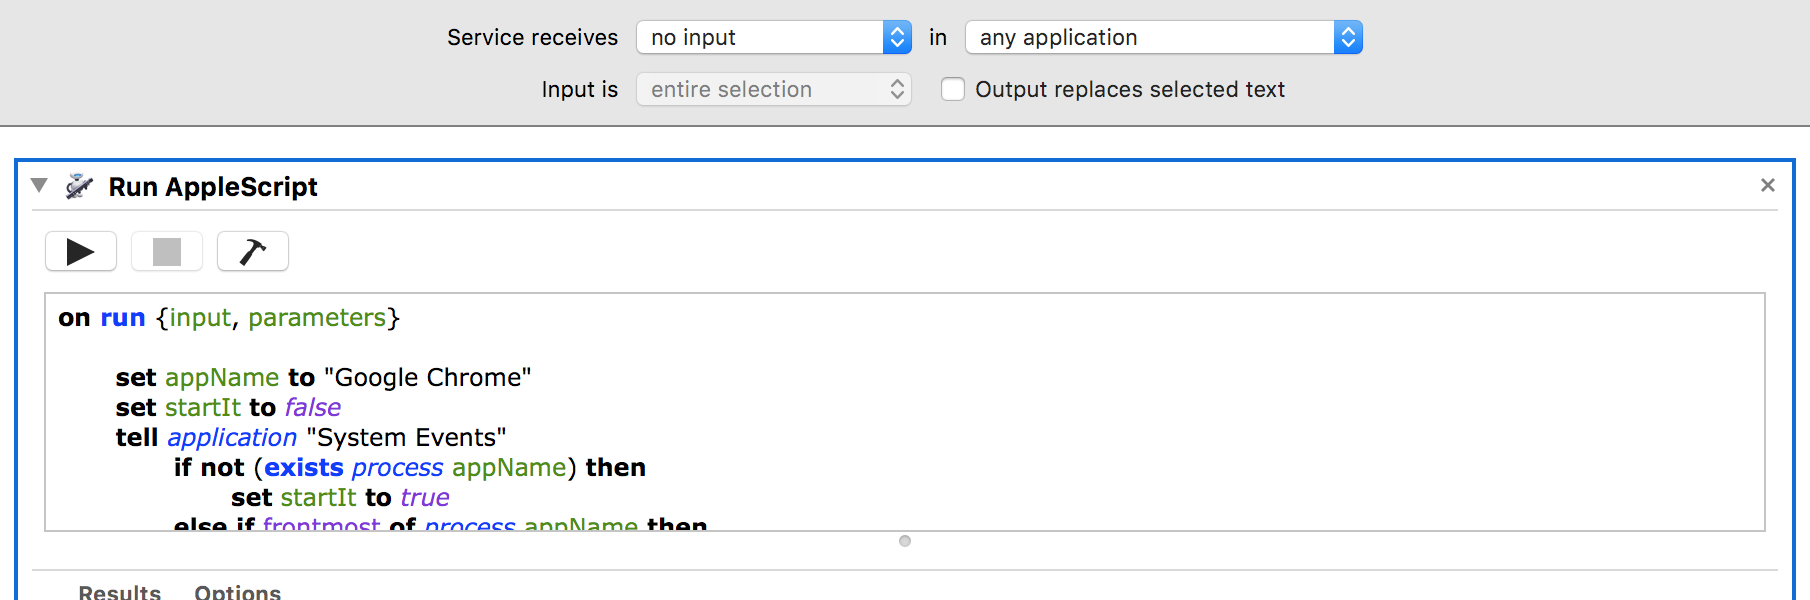 Service receives no input in any application
Input is entire selection Output replaces selected text
Run AppleScript
on run {input, parameters}
set appName to "Google Chrome"
set startIt to false
tell application "System Events"
if not (exists process appName) then
set startIt to true
else if frontmost of process appName then
Results Options